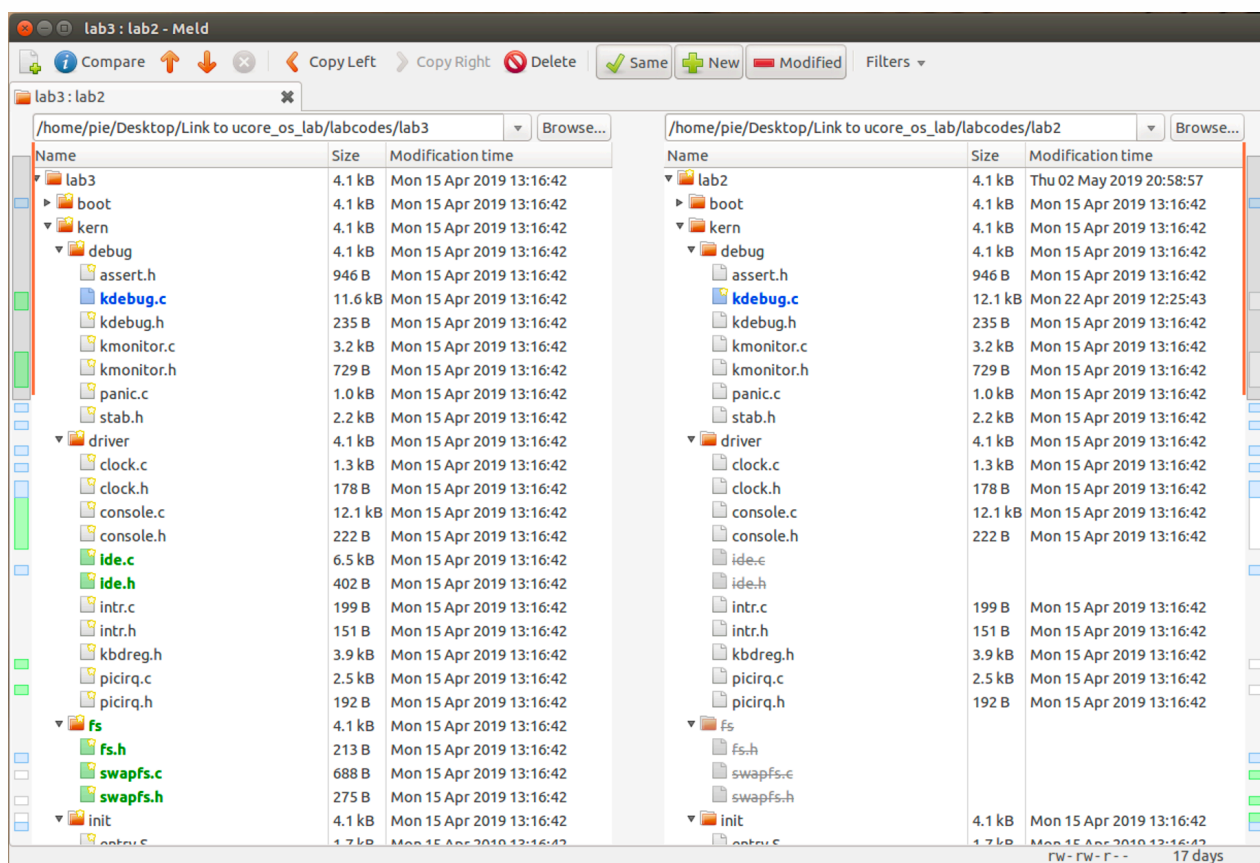 lab3 : lab2 - Meld
Compare Copy Left Copy Right Delete Same New Modified Filters
lab3 : lab2
/home/pie/Desktop/Link to ucore_os_lab/labcodes/lab3 Browse... /home/pie/Desktop/Link to ucore_os_lab/labcodes/lab2 Browse...
Name Size Modification time Name Size Modification time
lab3 4.1 kB Mon 15 Apr 2019 13:16:42 lab2 4.1 kB Thu 02 May 2019 20:58:57
boot 4.1 kB Mon 15 Apr 2019 13:16:42 boot 4.1 kB Mon 15 Apr 2019 13:16:42
kern 4.1 kB Mon 15 Apr 2019 13:16:42 kern 4.1 kB Mon 15 Apr 2019 13:16:42
debug 4.1 kB Mon 15 Apr 2019 13:16:42 debug 4.1 kB Mon 15 Apr 2019 13:16:42
assert.h 946 B Mon 15 Apr 2019 13:16:42 assert.h 946 B Mon 15 Apr 2019 13:16:42
kdebug.c 11.6 kB Mon 15 Apr 2019 13:16:42 kdebug.c 12.1 kB Mon 22 Apr 2019 12:25:43
kdebug.h 235 B Mon 15 Apr 2019 13:16:42 kdebug.h 235 B Mon 15 Apr 2019 13:16:42
kmonitor.c 3.2 kB Mon 15 Apr 2019 13:16:42 kmonitor.c 3.2 kB Mon 15 Apr 2019 13:16:42
kmonitor.h 729 B Mon 15 Apr 2019 13:16:42 kmonitor.h 729 B Mon 15 Apr 2019 13:16:42
panic.c 1.0 kB Mon 15 Apr 2019 13:16:42 panic.c 1.0 kB Mon 15 Apr 2019 13:16:42
stab.h 2.2 kB Mon 15 Apr 2019 13:16:42 stab.h 2.2 kB Mon 15 Apr 2019 13:16:42
driver 4.1 kB Mon 15 Apr 2019 13:16:42 driver 4.1 kB Mon 15 Apr 2019 13:16:42
clock.c 1.3 kB Mon 15 Apr 2019 13:16:42 clock.c 1.3 kB Mon 15 Apr 2019 13:16:42
clock.h 178 B Mon 15 Apr 2019 13:16:42 clock.h 178 B Mon 15 Apr 2019 13:16:42
console.c 12.1 kB Mon 15 Apr 2019 13:16:42 console.c 12.1 kB Mon 15 Apr 2019 13:16:42
console.h 222 B Mon 15 Apr 2019 13:16:42 console.h 222 B Mon 15 Apr 2019 13:16:42
ide.c 6.5 kB Mon 15 Apr 2019 13:16:42 ide.c
ide.h 402 B Mon 15 Apr 2019 13:16:42 ide.h
intr.c 199 B Mon 15 Apr 2019 13:16:42 intr.c 199 B Mon 15 Apr 2019 13:16:42
intr.h 151 B Mon 15 Apr 2019 13:16:42 intr.h 151 B Mon 15 Apr 2019 13:16:42
kbdreg.h 3.9 kB Mon 15 Apr 2019 13:16:42 kbdreg.h 3.9 kB Mon 15 Apr 2019 13:16:42
picirq.c 2.5 kB Mon 15 Apr 2019 13:16:42 picirq.c 2.5 kB Mon 15 Apr 2019 13:16:42
picirq.h 192 B Mon 15 Apr 2019 13:16:42 picirq.h 192 B Mon 15 Apr 2019 13:16:42
fs 4.1 kB Mon 15 Apr 2019 13:16:42 fs
fs.h 213 B Mon 15 Apr 2019 13:16:42 fs.h
swapfs.c 688 B Mon 15 Apr 2019 13:16:42 swapfs.c
swapfs.h 275 B Mon 15 Apr 2019 13:16:42 swapfs.h
init 4.1 kB Mon 15 Apr 2019 13:16:42 init 4.1 kB Mon 15 Apr 2019 13:16:42
entry.S 1.7 kB Mon 15 Apr 2019 13:16:42 entry.S 1.7 kB Mon 15 Apr 2019 13:16:42
rw-rw-r-- 17 days